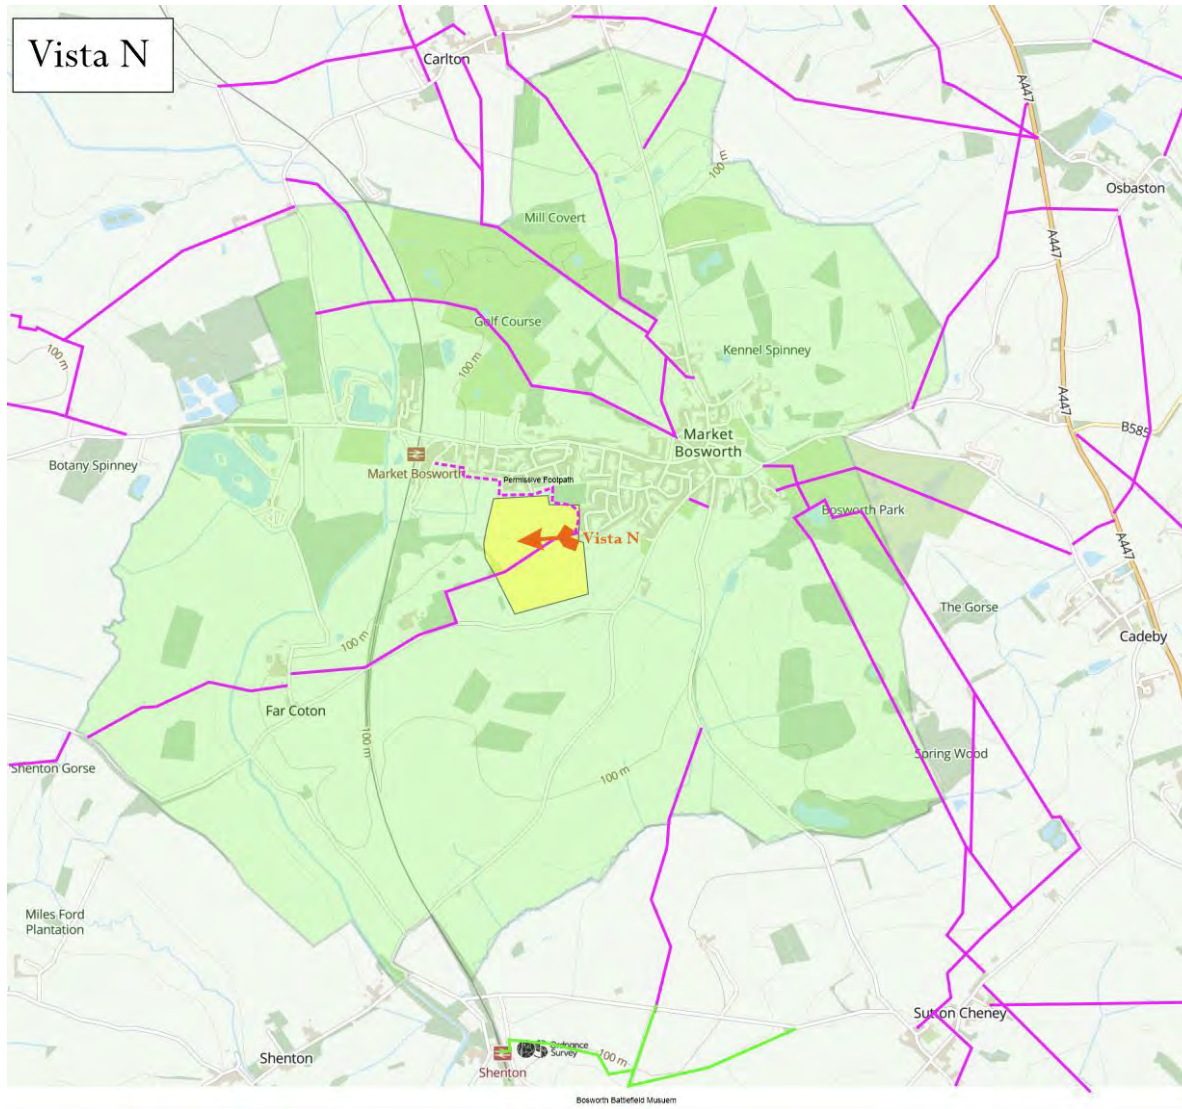 Vista N
Carlton
A447
100 m
Osbaston
Mill Covert
A447
Golf Course
Kennel Spinney
100 m
100 m
A447
Market
Bosworth
B585
Botany Spinney
Market Bosworth
Permissive Footpath
Bosworth Park
Vista N
A447
The Gorse
Cadeby
100 m
Far Coton
100 m
Shenton Gorse
Spring Wood
100 m
Miles Ford
Plantation
Sutton Cheney
Shenton
Ordnance
Survey
100 m
Shenton
Bosworth Battlefield Musuem